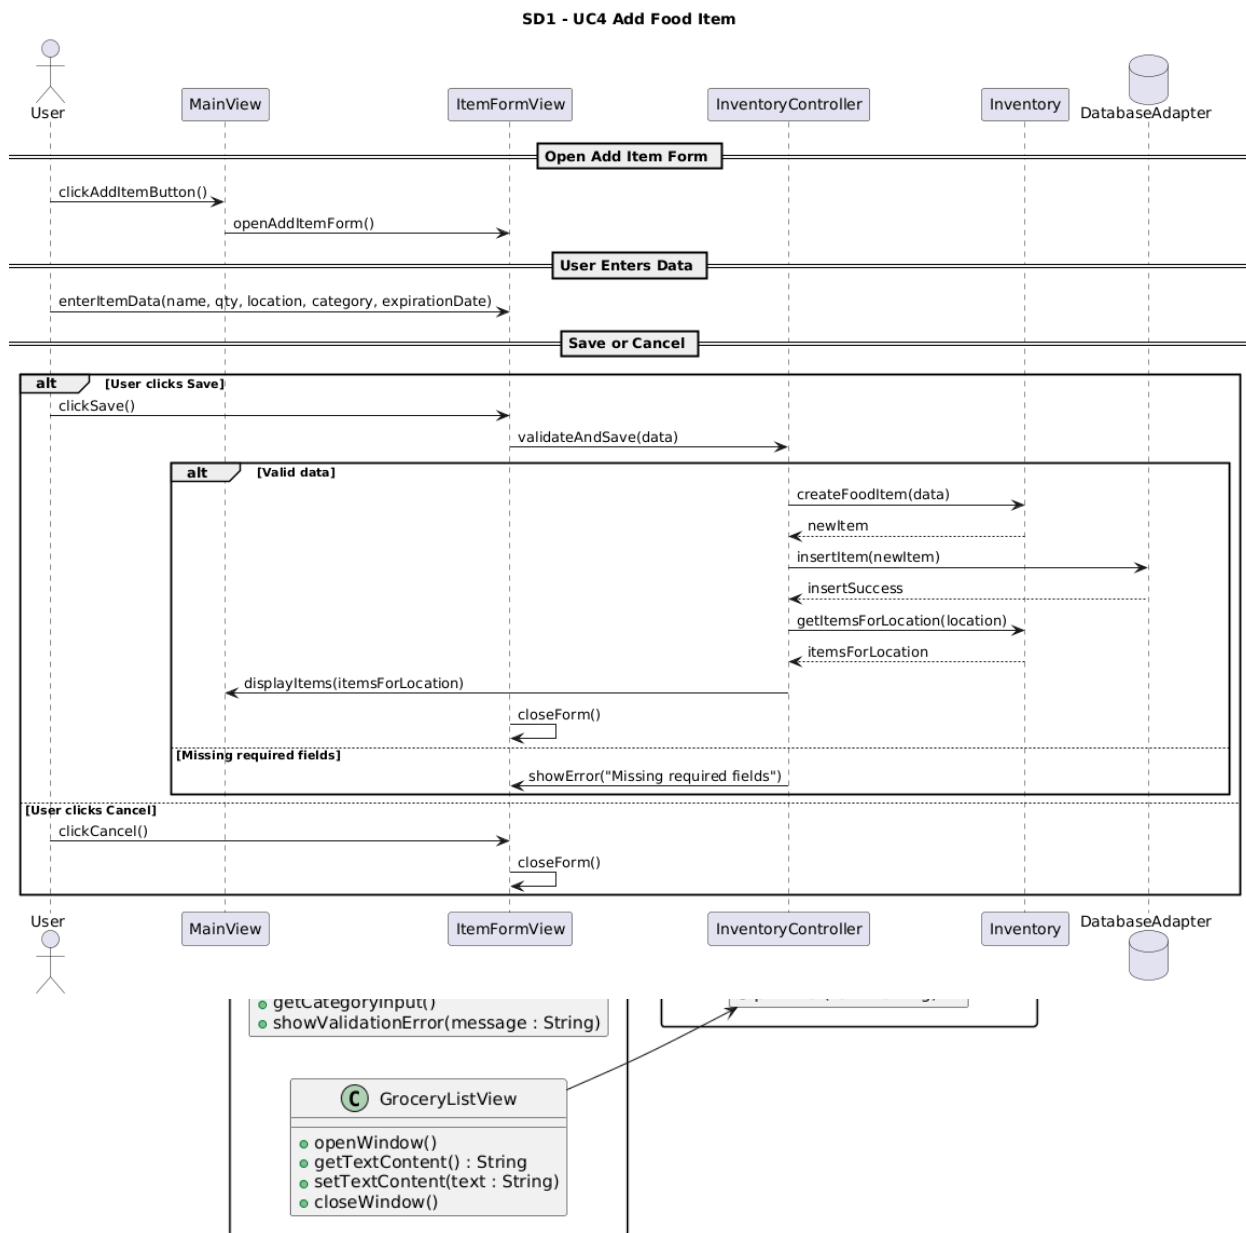 SD1 - UC4 Add Food Item
User
MainView
ItemFormView
InventoryController
Inventory
DatabaseAdapter
Open Add Item Form
clickAddItemButton()
openAddItemForm()
User Enters Data
enterItemData(name, qty, location, category, expirationDate)
Save or Cancel
alt [User clicks Save]
clickSave()
validateAndSave(data)
alt [Valid data]
createFoodItem(data)
newItem
insertItem(newItem)
insertSuccess
getItemsForLocation(location)
itemsForLocation
displayItems(itemsForLocation)
closeForm()
[Missing required fields]
showError("Missing required fields")
[User clicks Cancel]
clickCancel()
closeForm()
User
MainView
ItemFormView
InventoryController
Inventory
DatabaseAdapter
getCategoryInput()
showValidationError(message : String)
C GroceryListView
openWindow()
getTextContent() : String
setTextContent(text : String)
closeWindow()